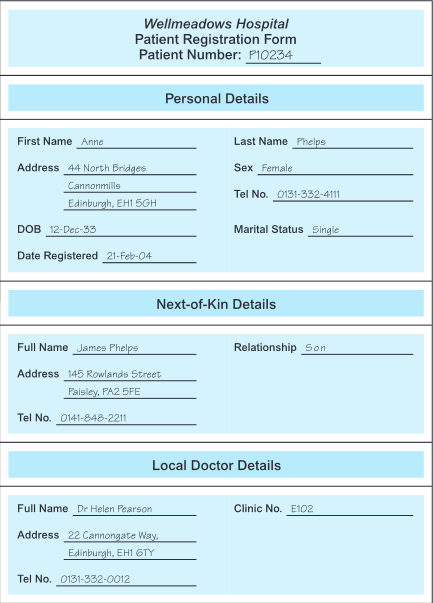 Wellmeadows Hospital
Patient Registration Form
Patient Number: P10234
Personal Details
First Name Anne
Last Name Phelps
Address 44 North Bridges
Sex Female
Cannonmills
Tel No. 0131-332-4111
Edinburgh, EH1 5GH
DOB 12-Dec-33
Marital Status Single
Date Registered 21-Feb-04
Next-of-Kin Details
Full Name James Phelps
Relationship Son
Address 145 Rowlands Street
Paisley, PA2 5FE
Tel No. 0141-848-2211
Local Doctor Details
Full Name Dr Helen Pearson
Clinic No. E102
Address 22 Cannongate Way,
Edinburgh, EH1 6TY
Tel No. 0131-332-0012